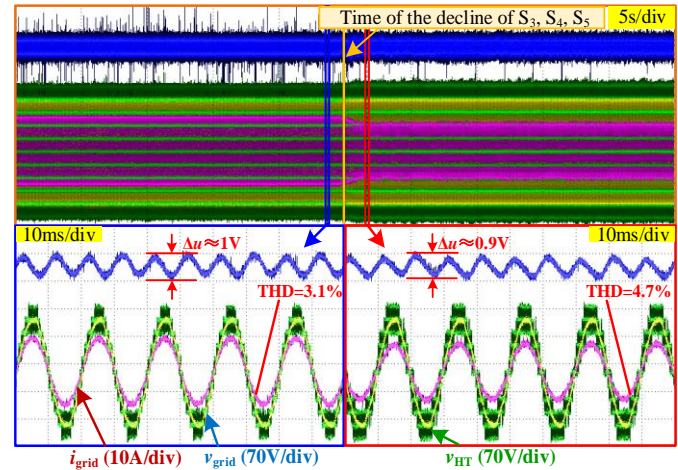 Time of the decline of S3, S4, S5
5s/div
10ms/div
Δu≈1V
THD=3.1%
10ms/div
Δu≈0.9V
THD=4.7%
igrid (10A/div)
vgrid (70V/div)
vHT (70V/div)